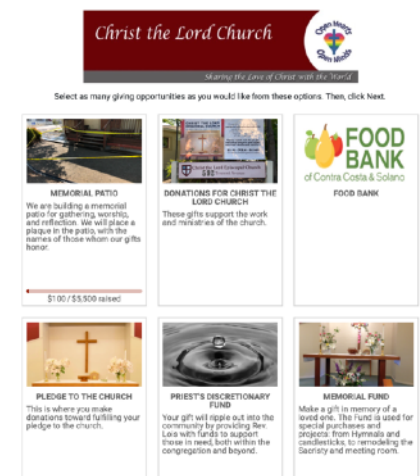 Christ the Lord Church
Open Hearts
Open Minds
Sharing the Love of Christ with the World
Select as many giving opportunities as you would like from these options. Then, click Next.
MEMORIAL PATIO
We are building a memorial
patio for gathering, worship,
and reflection. We will place a
plaque in the patio, with the
names of those whom our gifts
honor.
$100 / $5,500 raised
DONATIONS FOR CHRIST THE
LORD CHURCH
These gifts support the work
and ministries of the church.
FOOD
BANK
of Contra Costa & Solano
FOOD BANK
PLEDGE TO THE CHURCH
This is where you make
donations toward fulfilling your
pledge to the church.
PRIEST'S DISCRETIONARY
FUND
Your gift will ripple out into the
community by providing Rev.
Lois with funds to support
those in need, both within the
congregation and beyond.
MEMORIAL FUND
Make a gift in memory of a
loved one. The Fund is used for
special purchases and
projects: from Hymnals and
candlesticks, to remodeling the
Sacristy and meeting room.